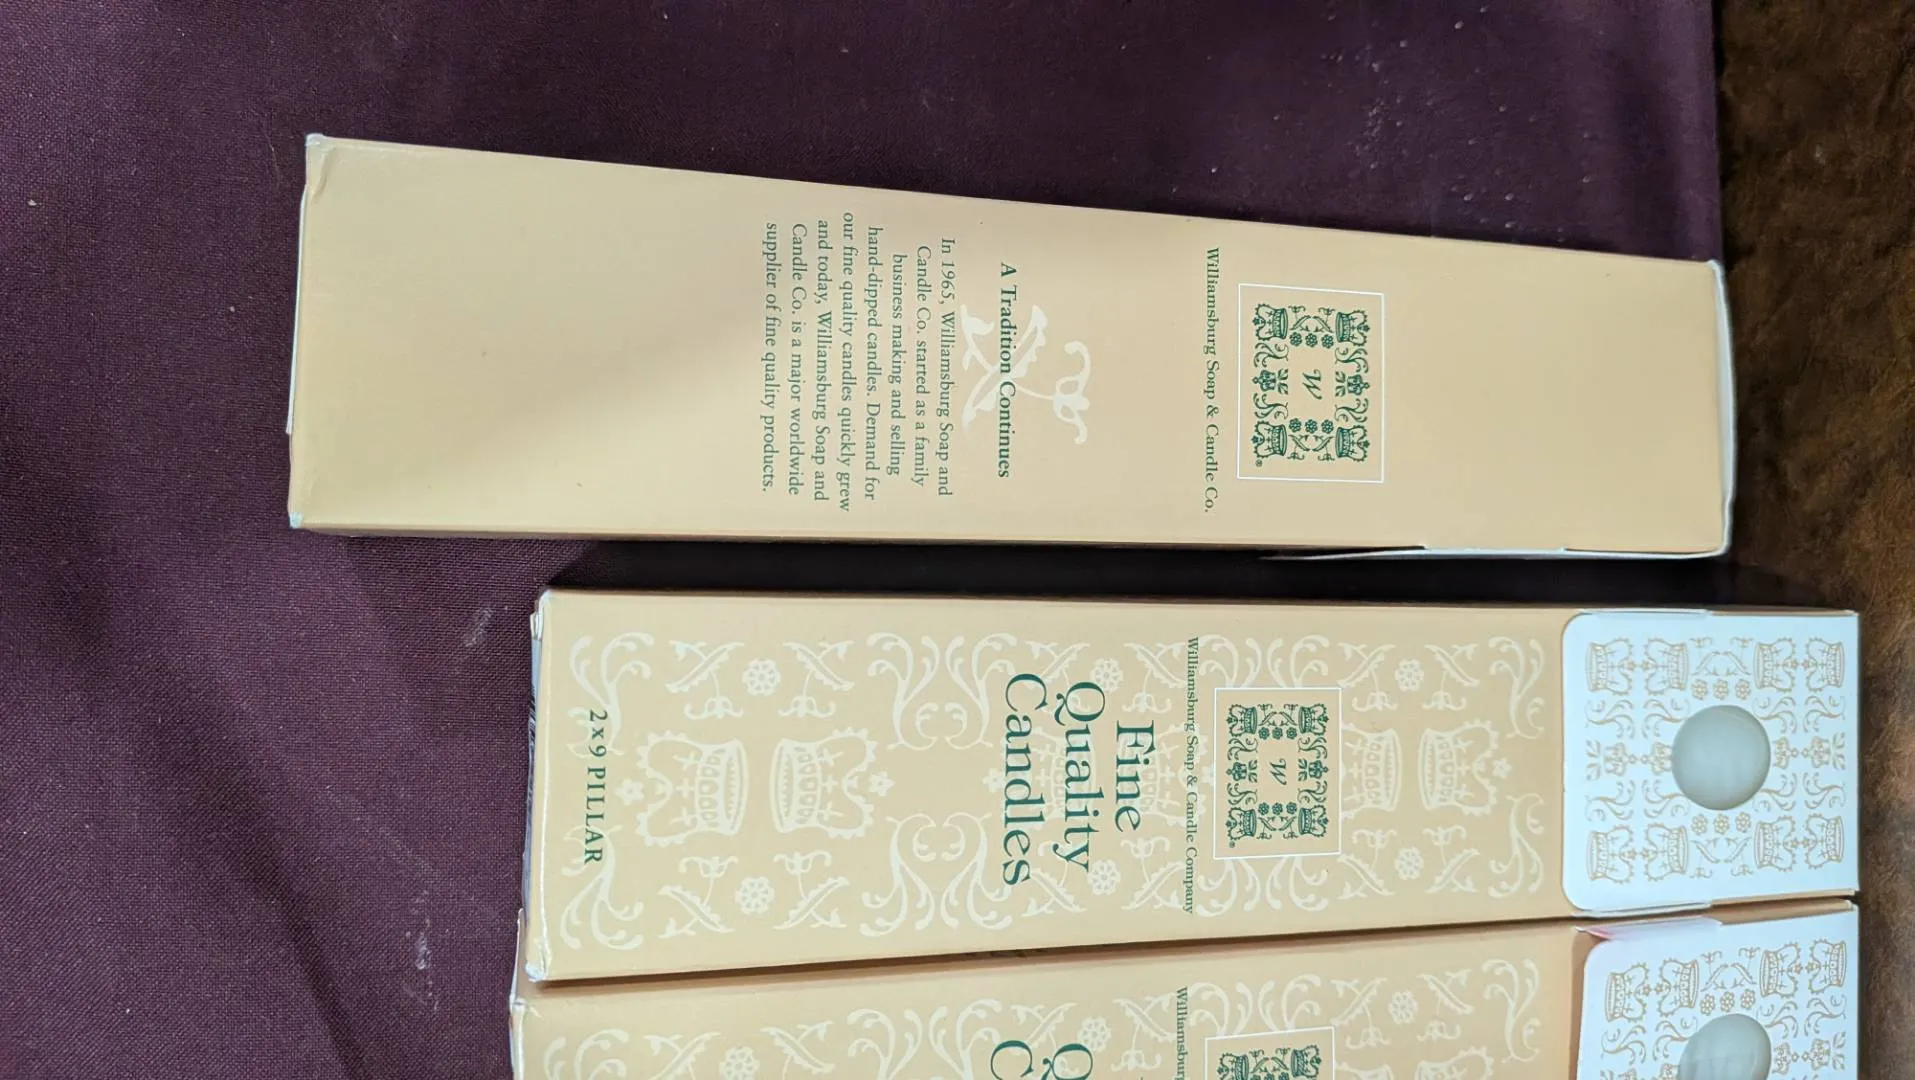 W
®
Williamsburg Soap & Candle Co.
A Tradition Continues
In 1965, Williamsburg Soap and
Candle Co. started as a family
business making and selling
hand-dipped candles. Demand for
our fine quality candles quickly grew
and today, Williamsburg Soap and
Candle Co. is a major worldwide
supplier of fine quality products.
W
®
Williamsburg Soap & Candle Company
Fine
Quality
Candles
2x9 PILLAR
Williamsburg
Q
C